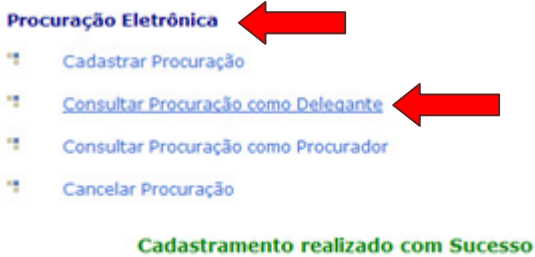 Procuração Eletrônica
Cadastrar Procuração
Consultar Procuração como Delegante
Consultar Procuração como Procurador
Cancelar Procuração
Cadastramento realizado com Sucesso